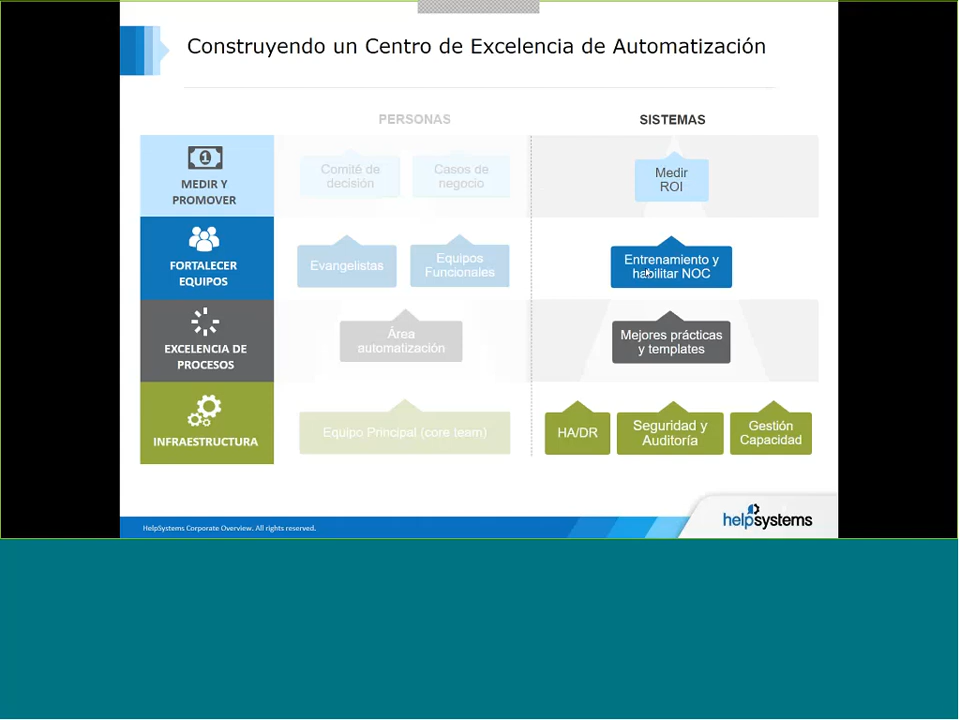 Construyendo un Centro de Excelencia de Automatización
PERSONAS
SISTEMAS
1
MEDIR Y
PROMOVER
Comité de
decisión
Casos de
negocio
Medir
ROI
FORTALECER
EQUIPOS
Evangelistas
Equipos
Funcionales
Entrenamiento y
habilitar NOC
EXCELENCIA DE
PROCESOS
Área
automatización
Mejores prácticas
y templates
INFRAESTRUCTURA
Equipo Principal (core team)
HA/DR
Seguridad y
Auditoría
Gestión
Capacidad
HelpSystems Corporate Overview. All rights reserved.
helpsystems